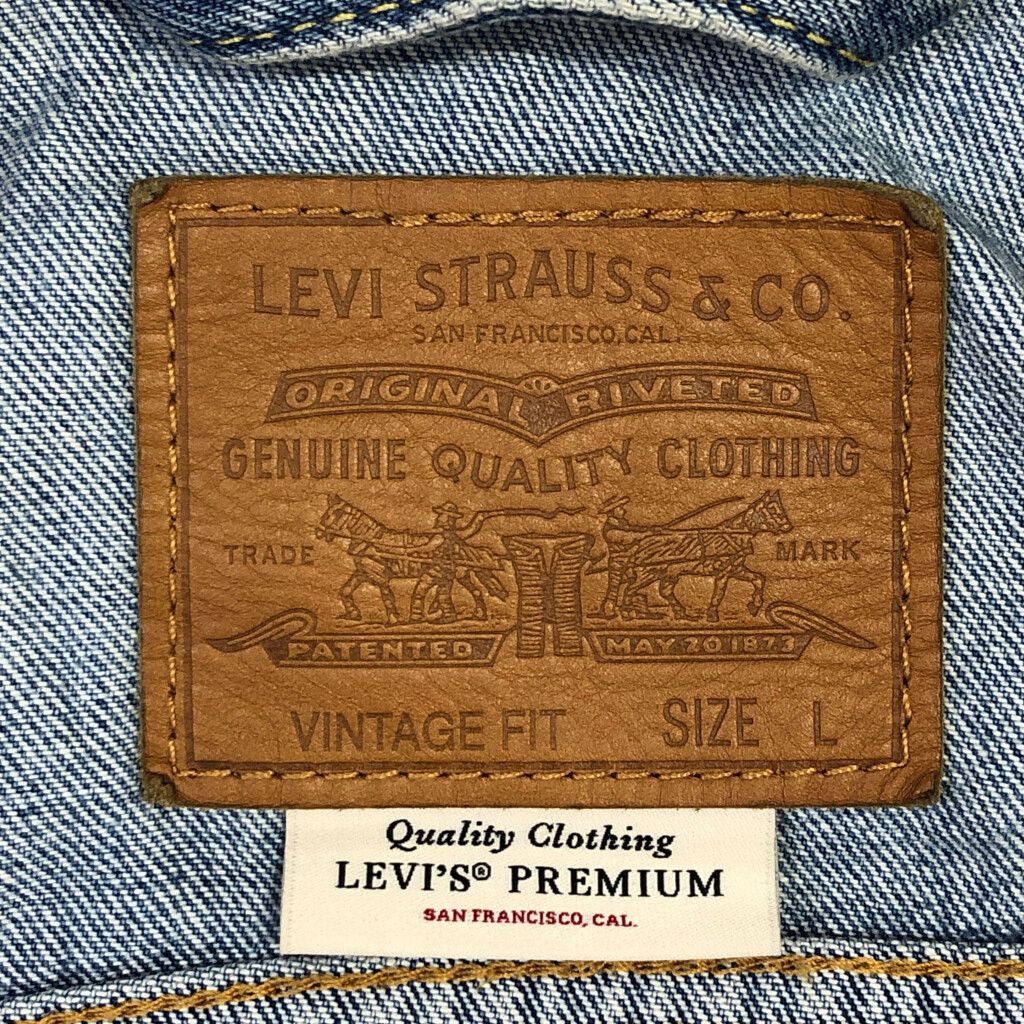 LEVI STRAUSS & CO.
SAN FRANCISCO, CAL.
ORIGINAL RIVETED
GENUINE QUALITY CLOTHING
TRADE MARK
PATENTED MAY 20 1873
VINTAGE FIT SIZE L
Quality Clothing
LEVI'S® PREMIUM
SAN FRANCISCO, CAL.